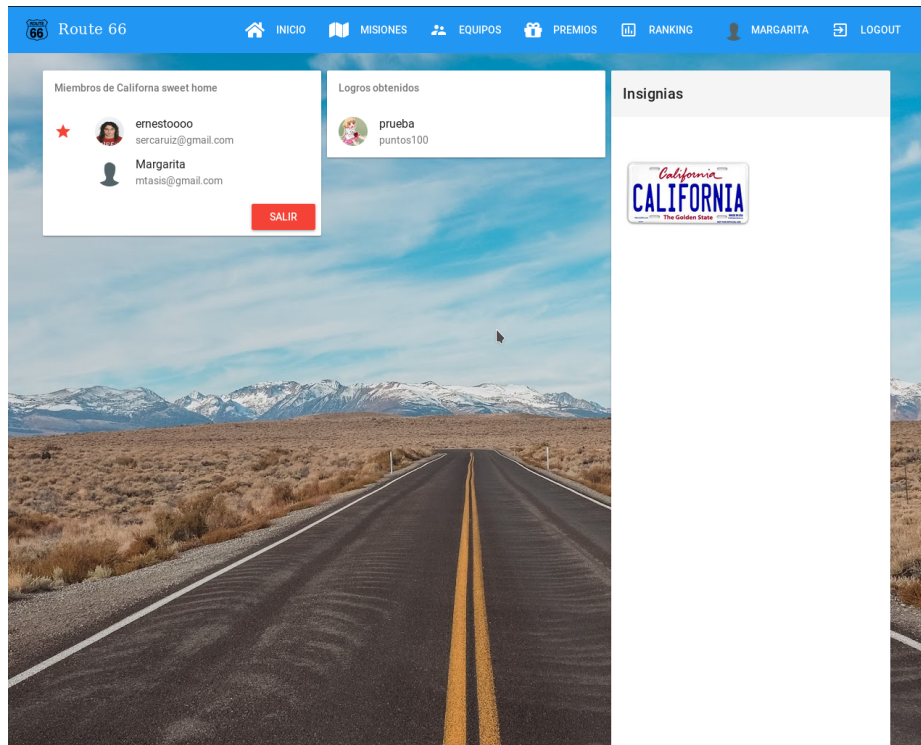 ROUTE
66
Route 66
INICIO
MISIONES
EQUIPOS
PREMIOS
RANKING
MARGARITA
LOGOUT
Miembros de Californa sweet home
ernestoooo
sercaruiz@gmail.com
Margarita
mtasis@gmail.com
SALIR
Logros obtenidos
prueba
puntos100
Insignias
California
CALIFORNIA
The Golden State